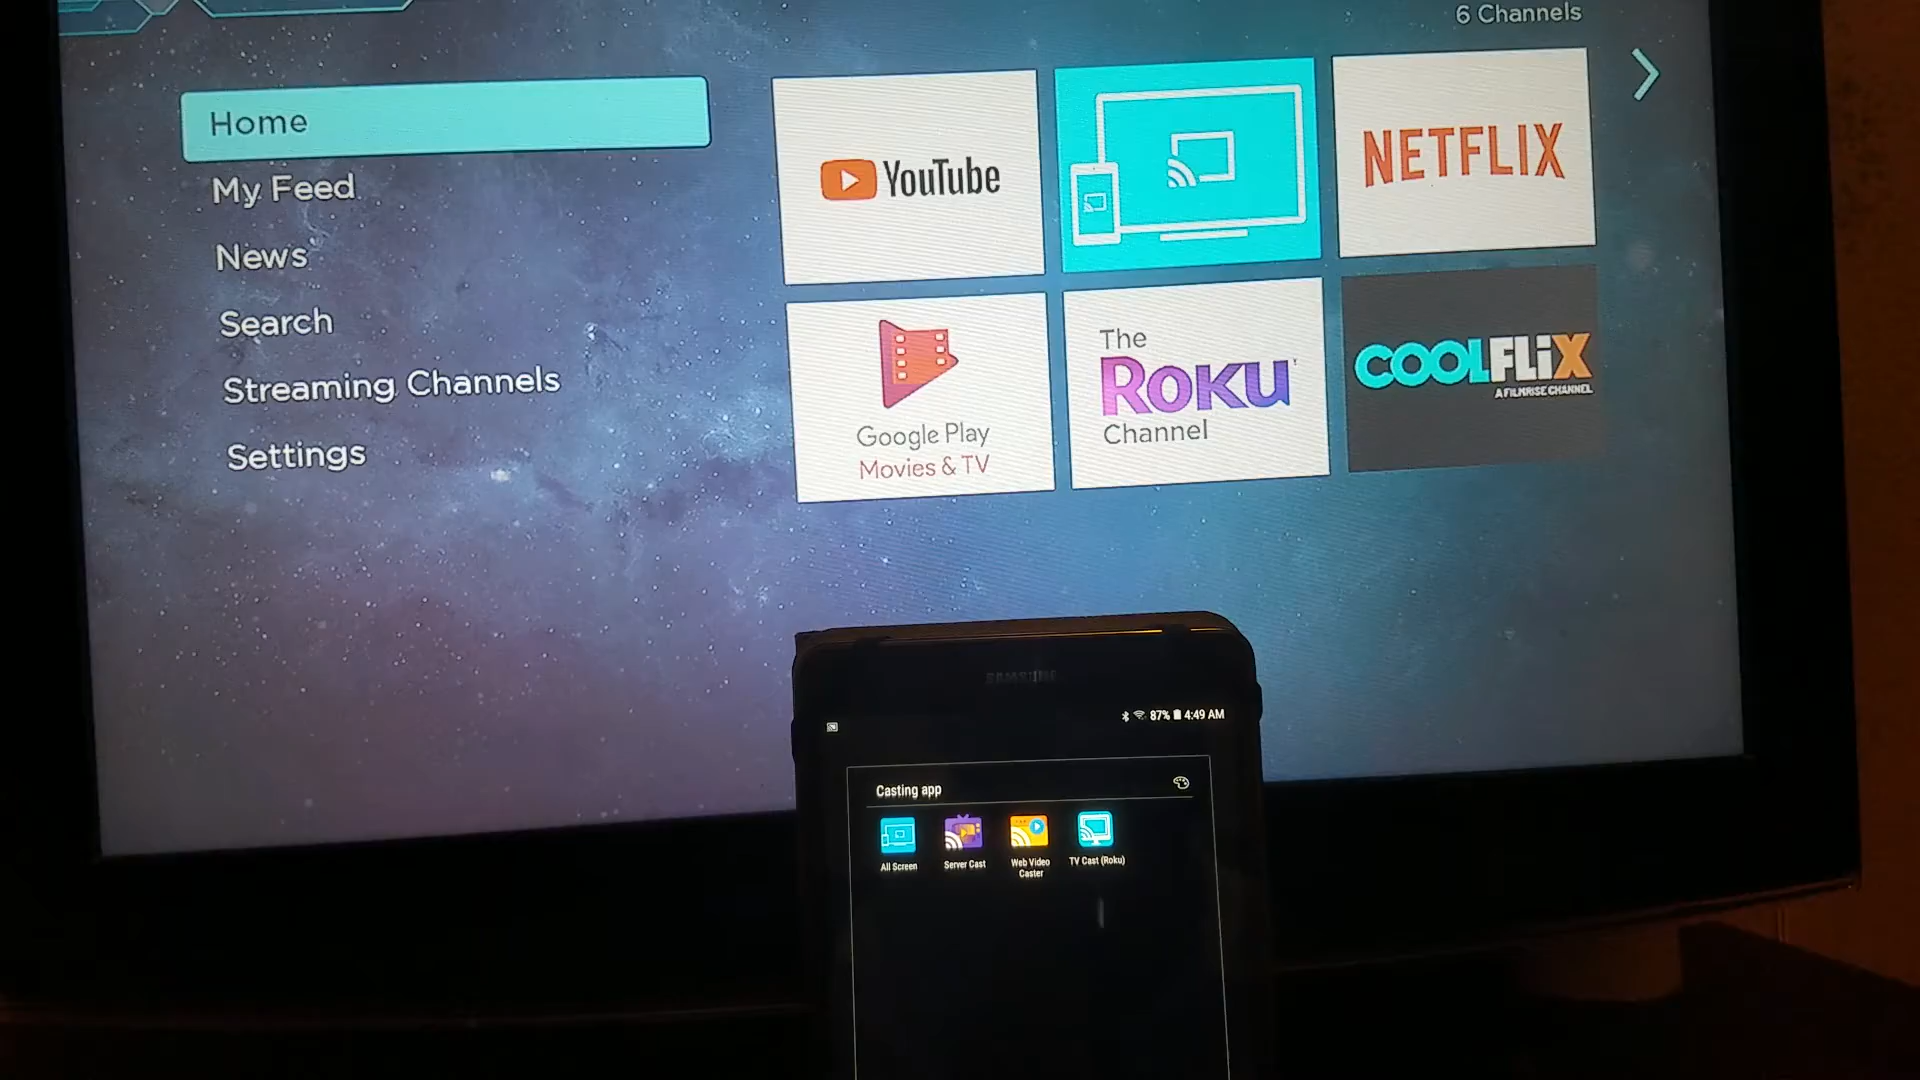 6 Channels
Home
My Feed
News
Search
Streaming Channels
Settings
YouTube
NETFLIX
Google Play
Movies & TV
The
Roku
Channel
COOLFLiX
A FILMRISE CHANNEL
SAMSUNG
87% 4:49 AM
Casting app
All Screen
Server Cast
Web Video
Caster
TV Cast (Roku)